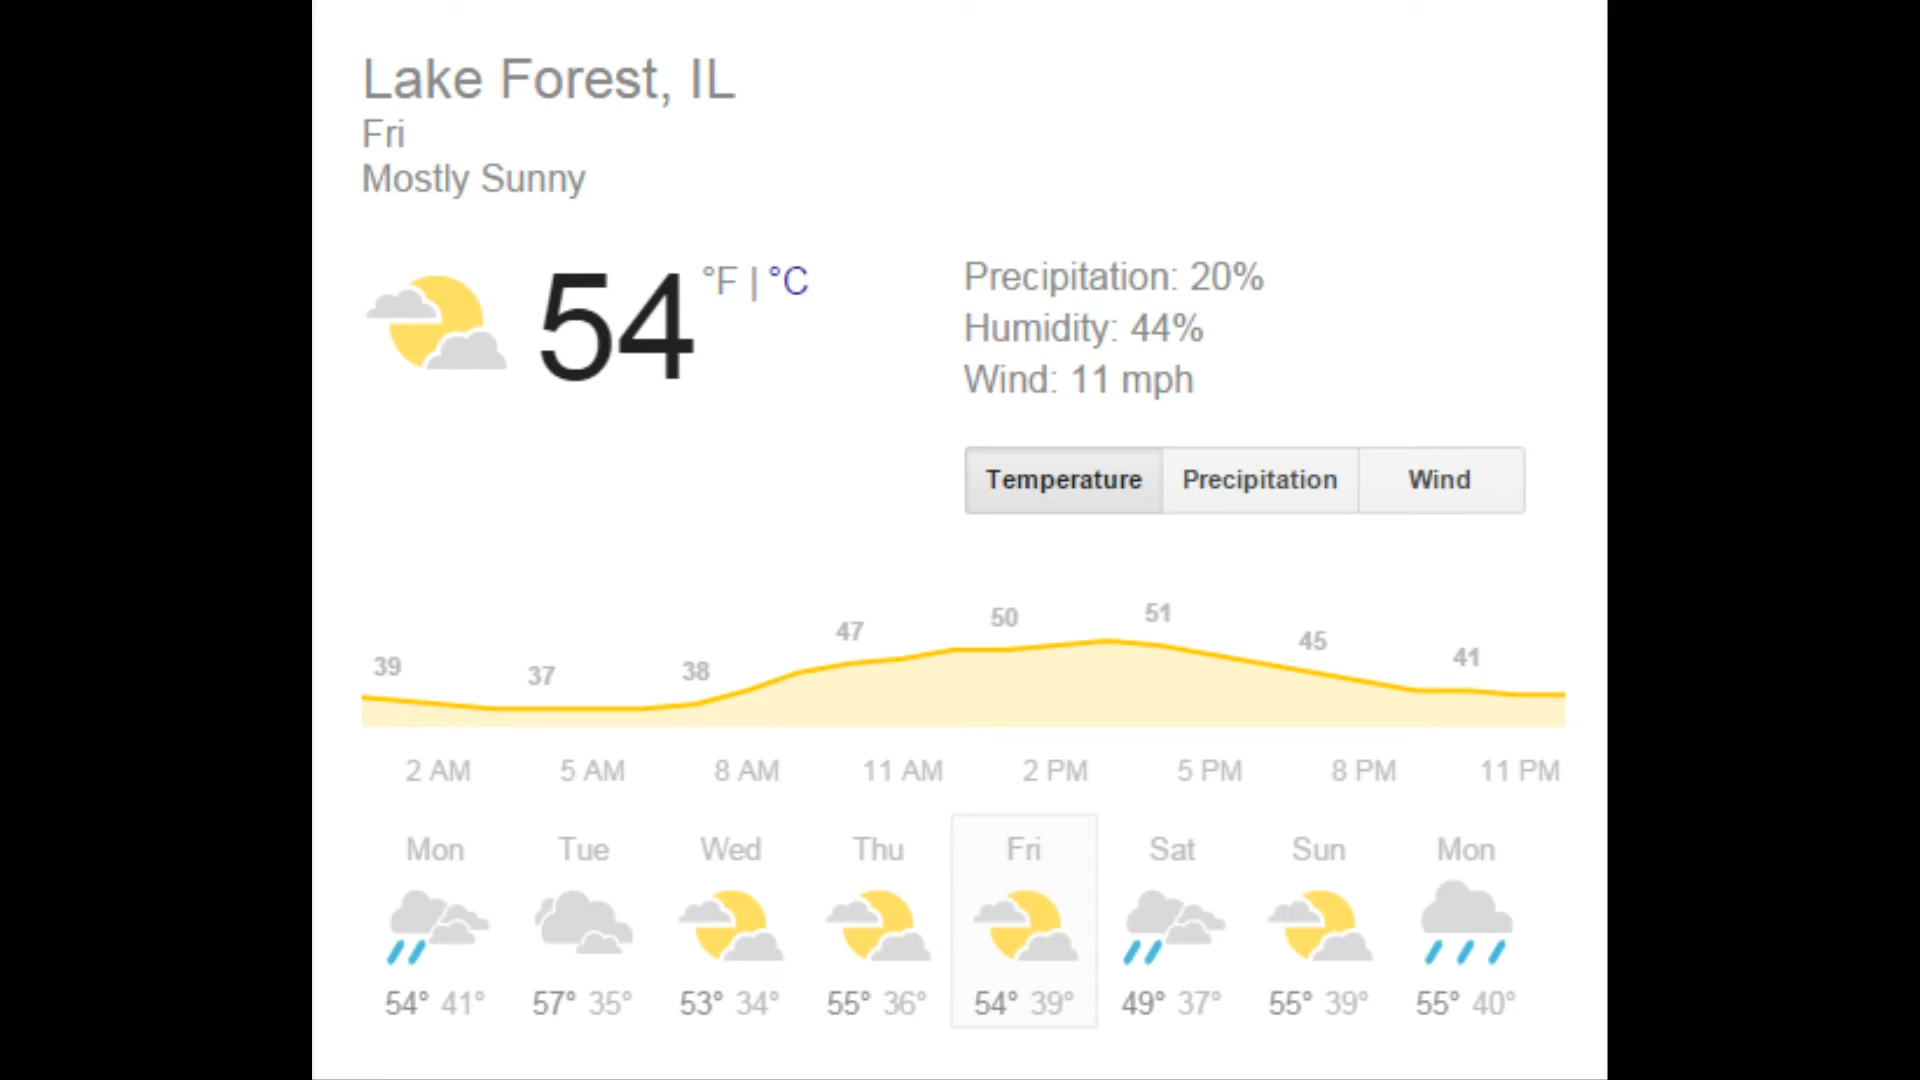 Lake Forest, IL
Fri
Mostly Sunny
54 °F | °C
Precipitation: 20%
Humidity: 44%
Wind: 11 mph
Temperature Precipitation Wind
39 37 38 47 50 51 45 41
2 AM 5 AM 8 AM 11 AM 2 PM 5 PM 8 PM 11 PM
Mon Tue Wed Thu Fri Sat Sun Mon
54° 41° 57° 35° 53° 34° 55° 36° 54° 39° 49° 37° 55° 39° 55° 40°